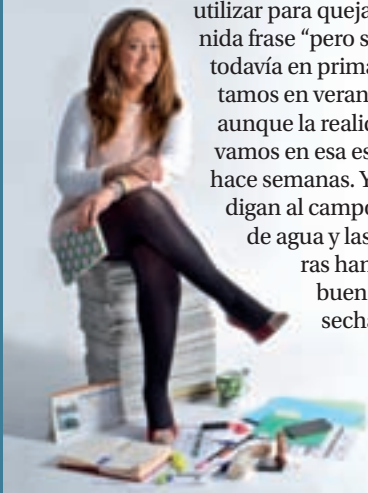 utilizar para queja
nida frase “pero s
todavía en prima
tamos en veran
aunque la realid
vamos en esa es
hace semanas. Y
digan al campo
de agua y las
ras han
buen
secha